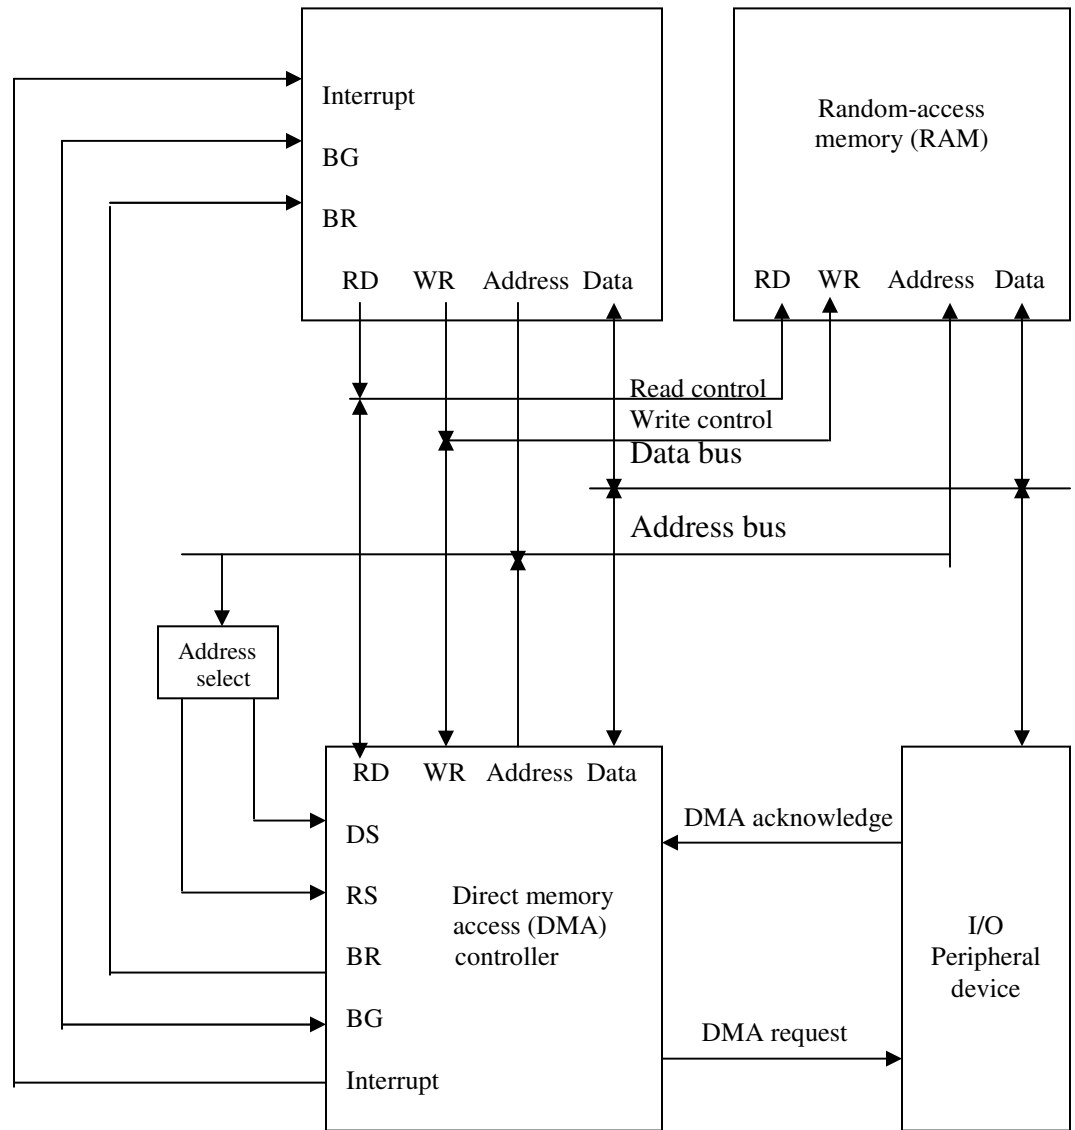 Interrupt
BG
BR
RD WR Address Data
Random-access
memory (RAM)
RD WR Address Data
Read control
Write control
Data bus
Address bus
Address
select
RD WR Address Data
DS
RS
BR
BG
Interrupt
Direct memory
access (DMA)
controller
DMA acknowledge
DMA request
I/O
Peripheral
device